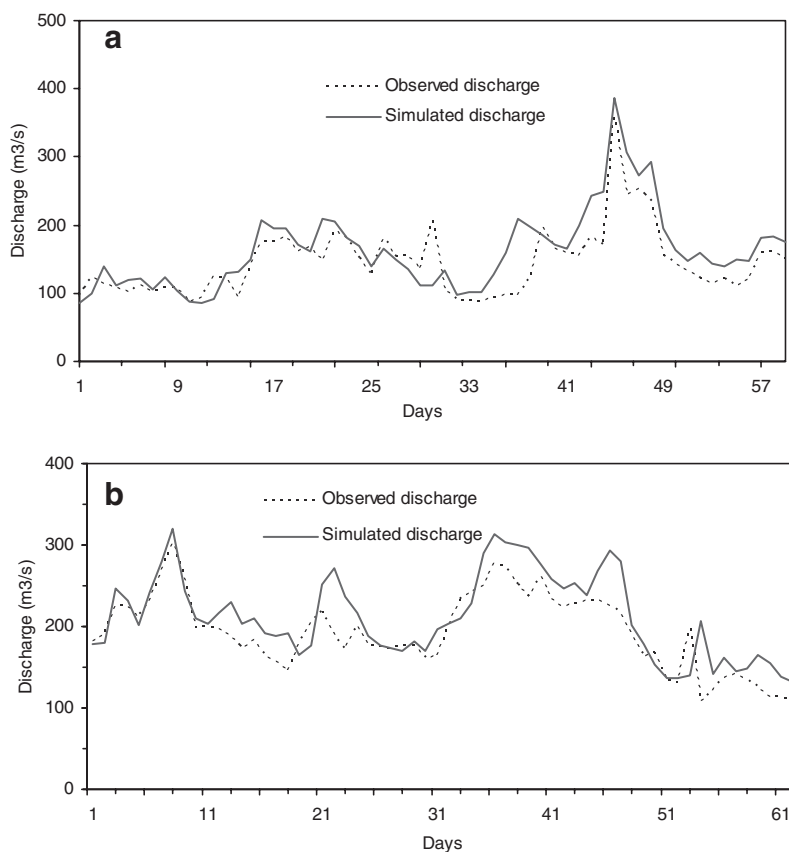 a
500
400
300
200
100
0
Discharge (m3/s)
Observed discharge
Simulated discharge
1 9 17 25 33 41 49 57
Days
b
400
300
200
100
0
Discharge (m3/s)
Observed discharge
Simulated discharge
1 11 21 31 41 51 61
Days